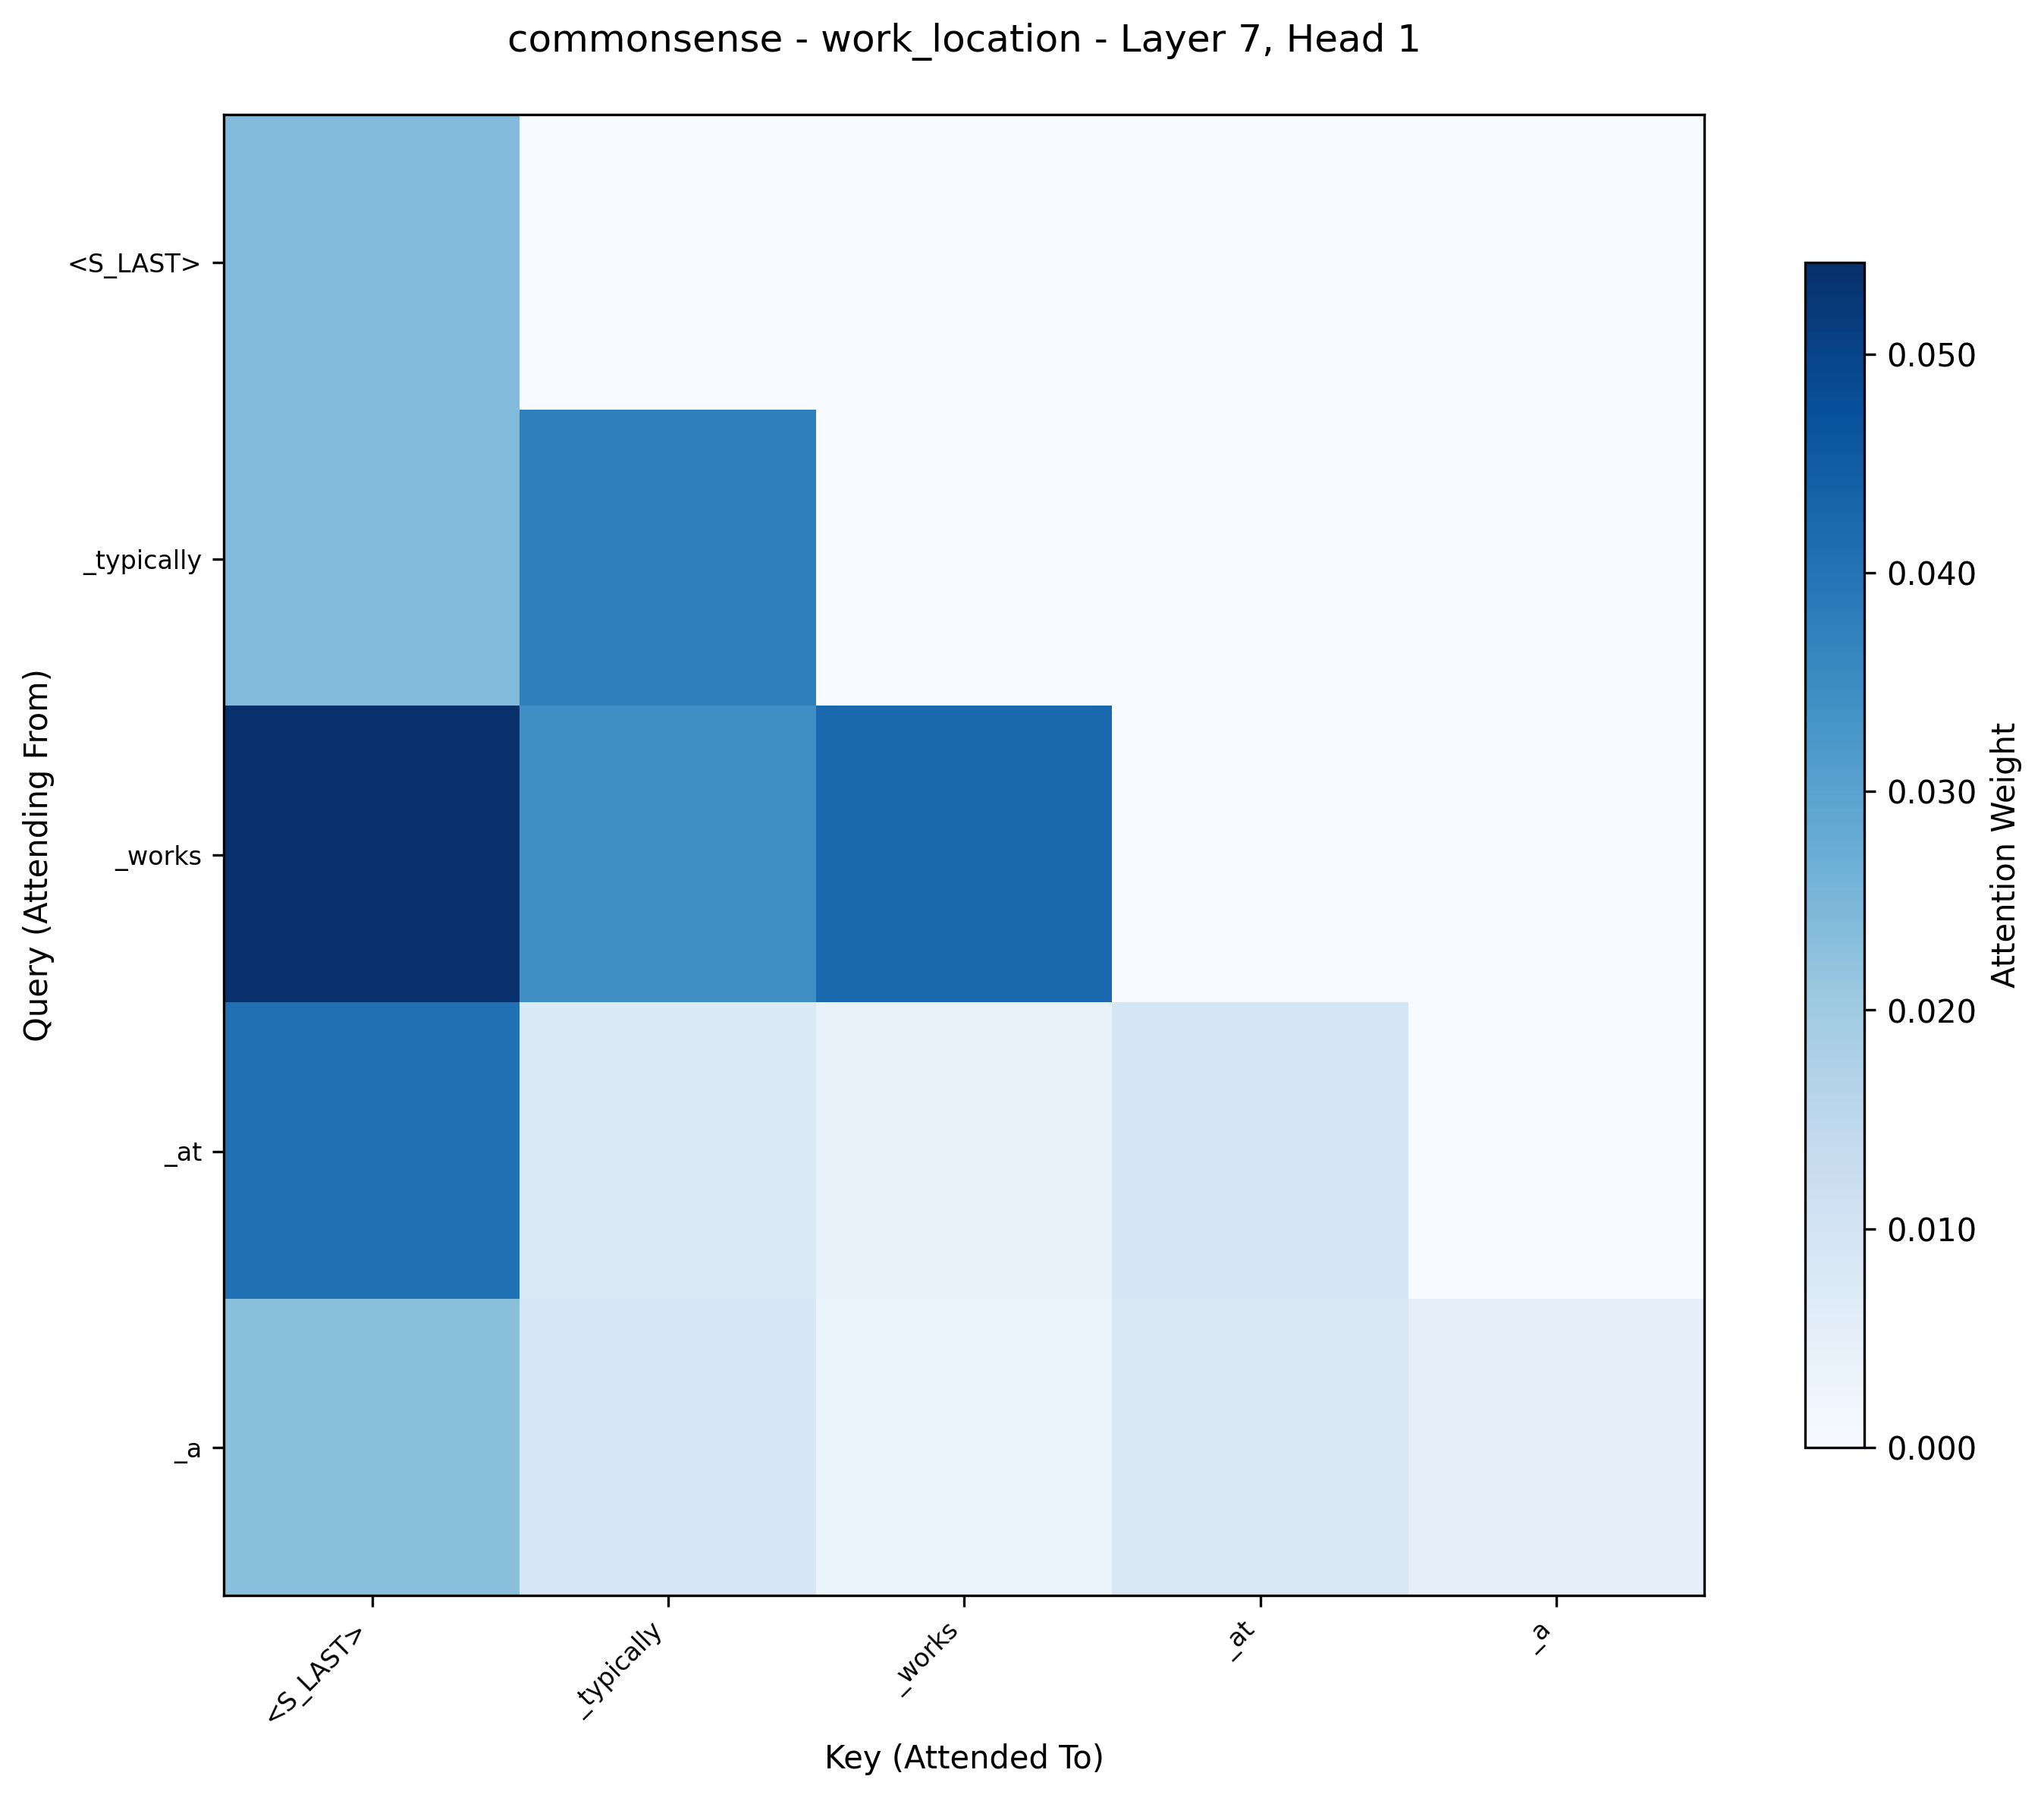 commonsense - work_location - Layer 7, Head 1
<S_LAST>
_typically
_works
_at
_a
Query (Attending From)
<S_LAST>
_typically
_works
_at
_a
Key (Attended To)
0.050
0.040
0.030
0.020
0.010
0.000
Attention Weight